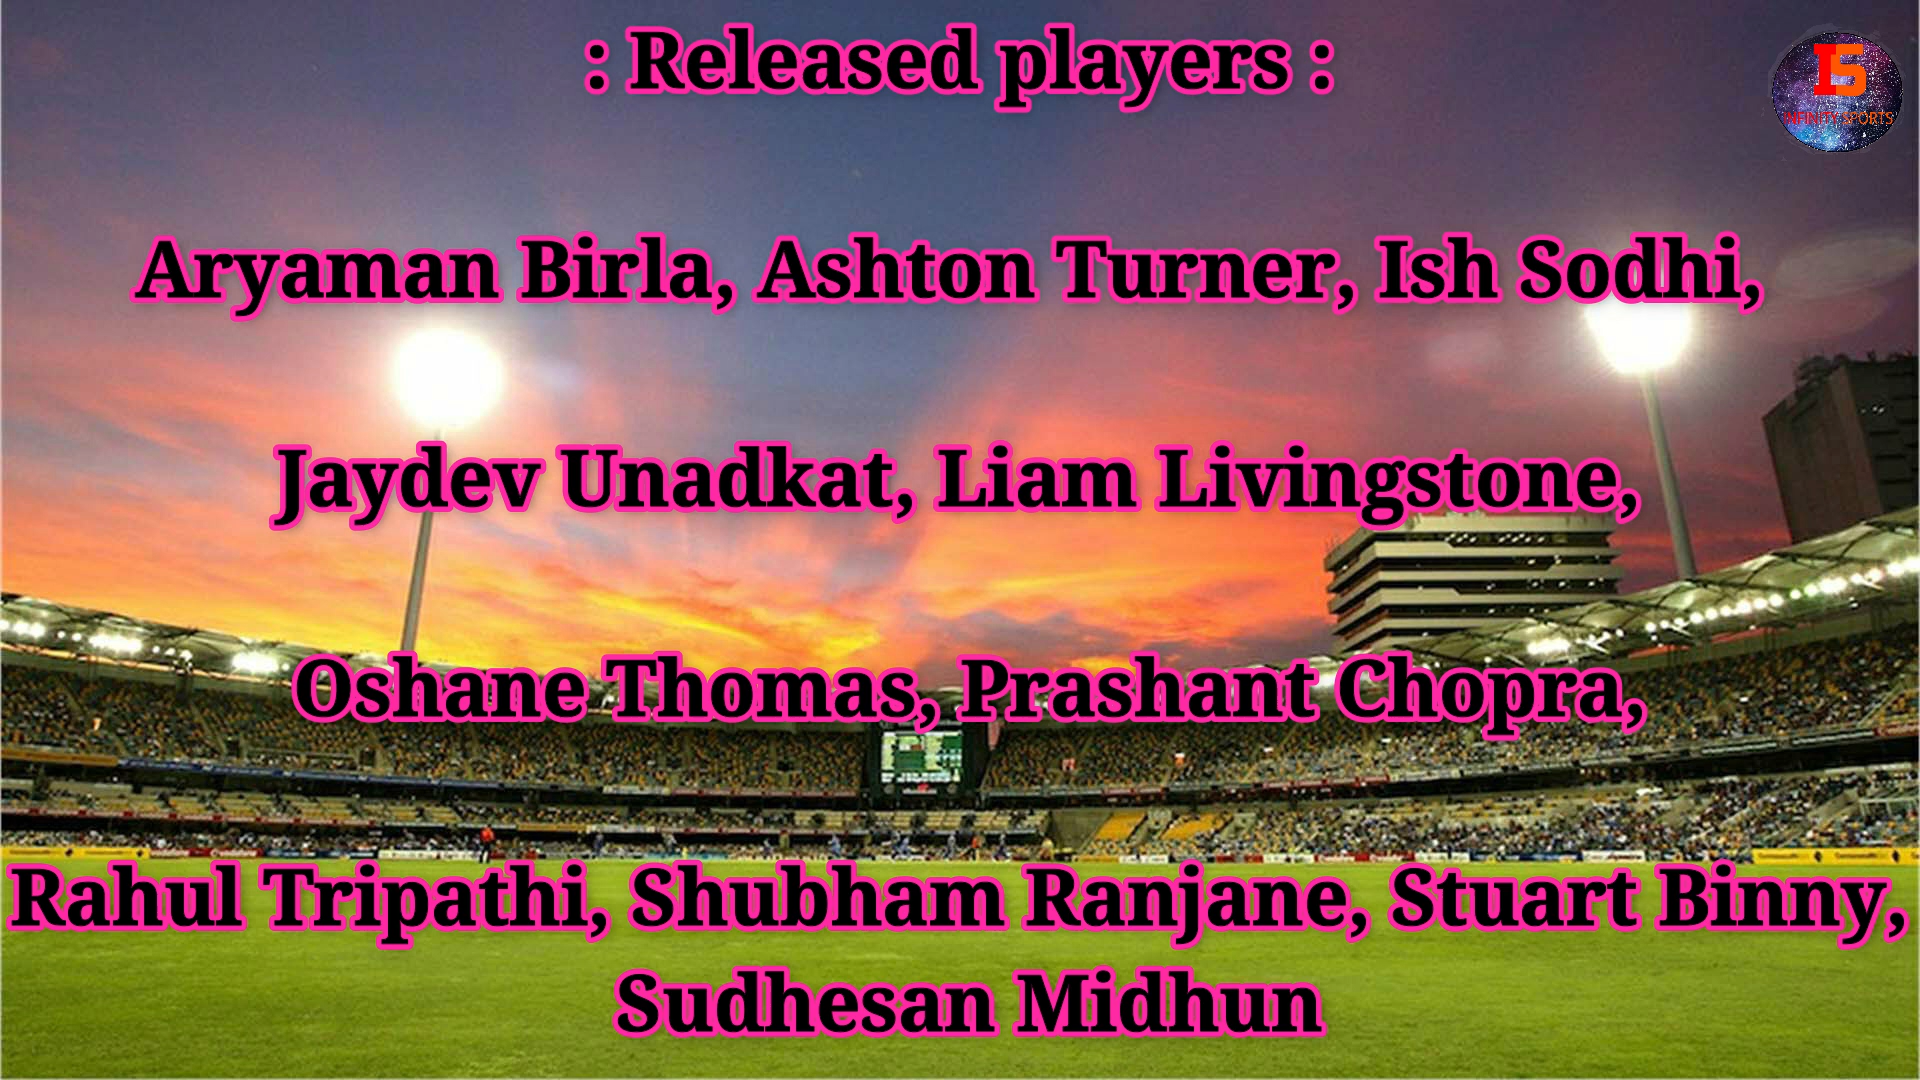 : Released players :
IS
INFINITY SPORTS
Aryaman Birla, Ashton Turner, Ish Sodhi,
Jaydev Unadkat, Liam Livingstone,
Oshane Thomas, Prashant Chopra,
Rahul Tripathi, Shubham Ranjane, Stuart Binny,
Sudhesan Midhun